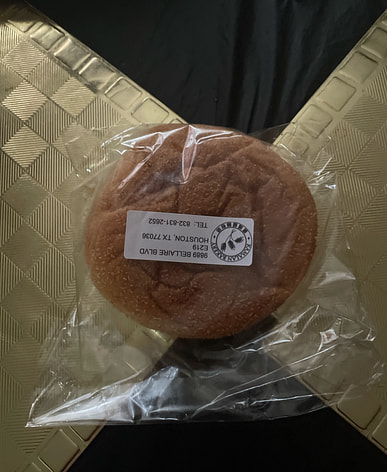 9889 BELLAIRE BLVD
E219
HOUSTON, TX 77036
TEL: 832-831-2652